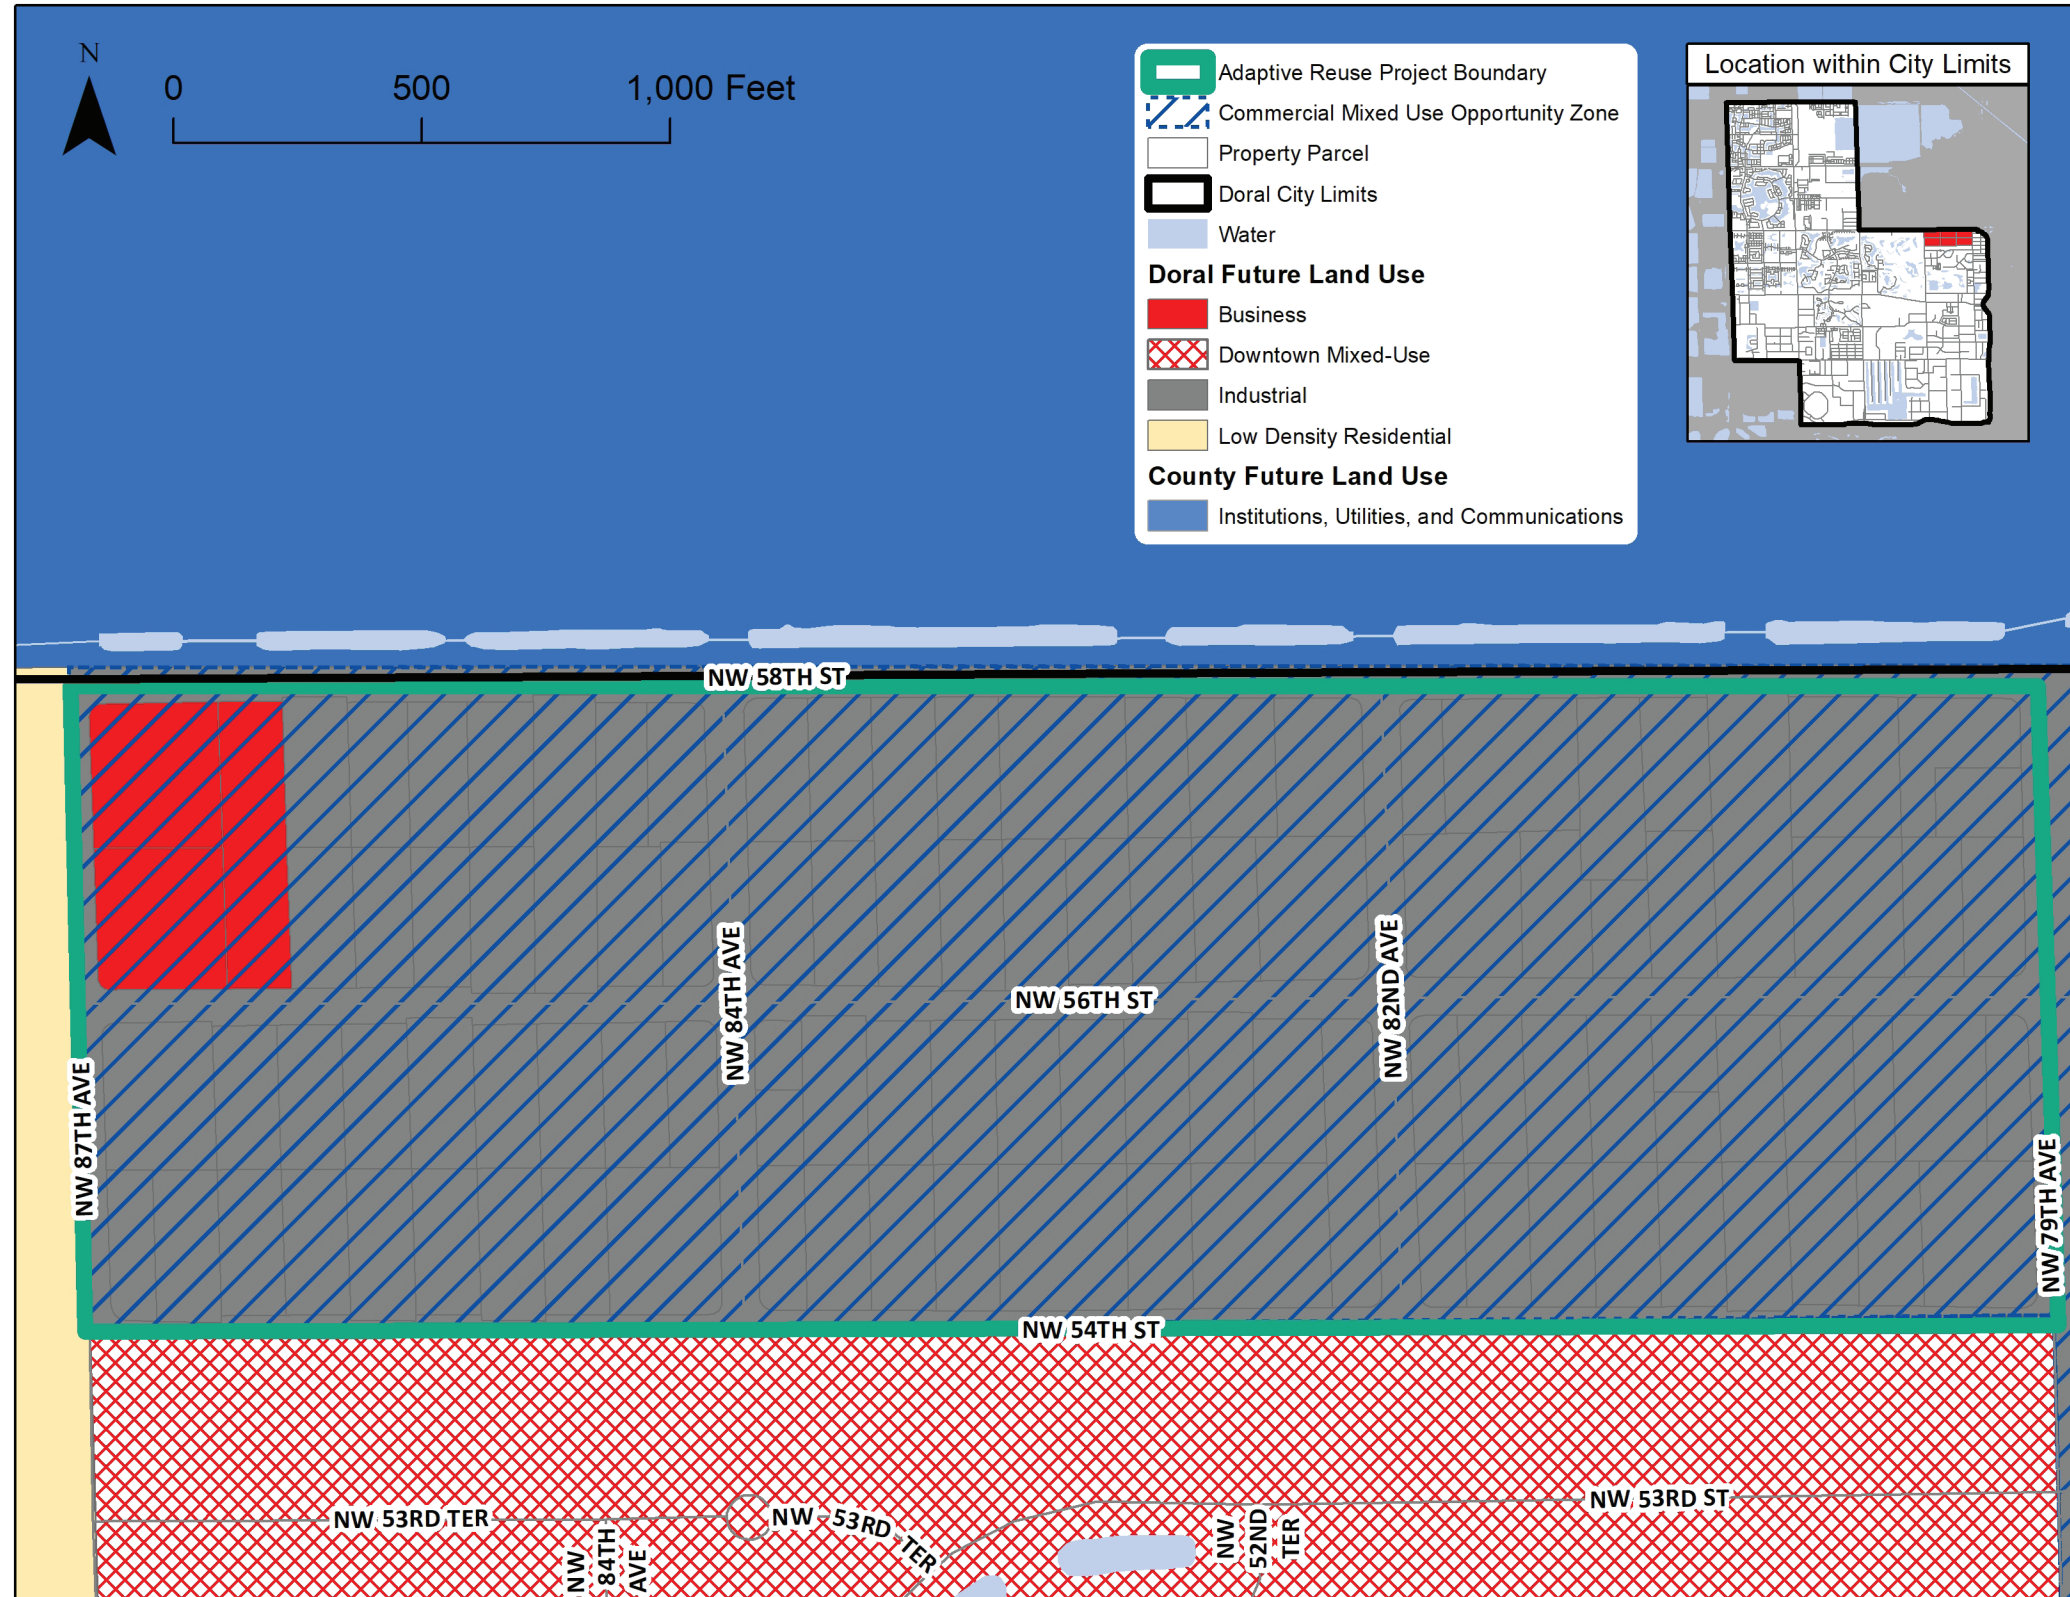 N
0 500 1,000 Feet
Adaptive Reuse Project Boundary
Commercial Mixed Use Opportunity Zone
Property Parcel
Doral City Limits
Water
Doral Future Land Use
Business
Downtown Mixed-Use
Industrial
Low Density Residential
County Future Land Use
Institutions, Utilities, and Communications
Location within City Limits
NW 58TH ST
NW 84TH AVE
NW 82ND AVE
NW 56TH ST
NW 87TH AVE
NW 79TH AVE
NW 54TH ST
NW 53RD TER
NW 53RD TER
NW 53RD ST
NW
84TH
AVE
NW
52ND
TER